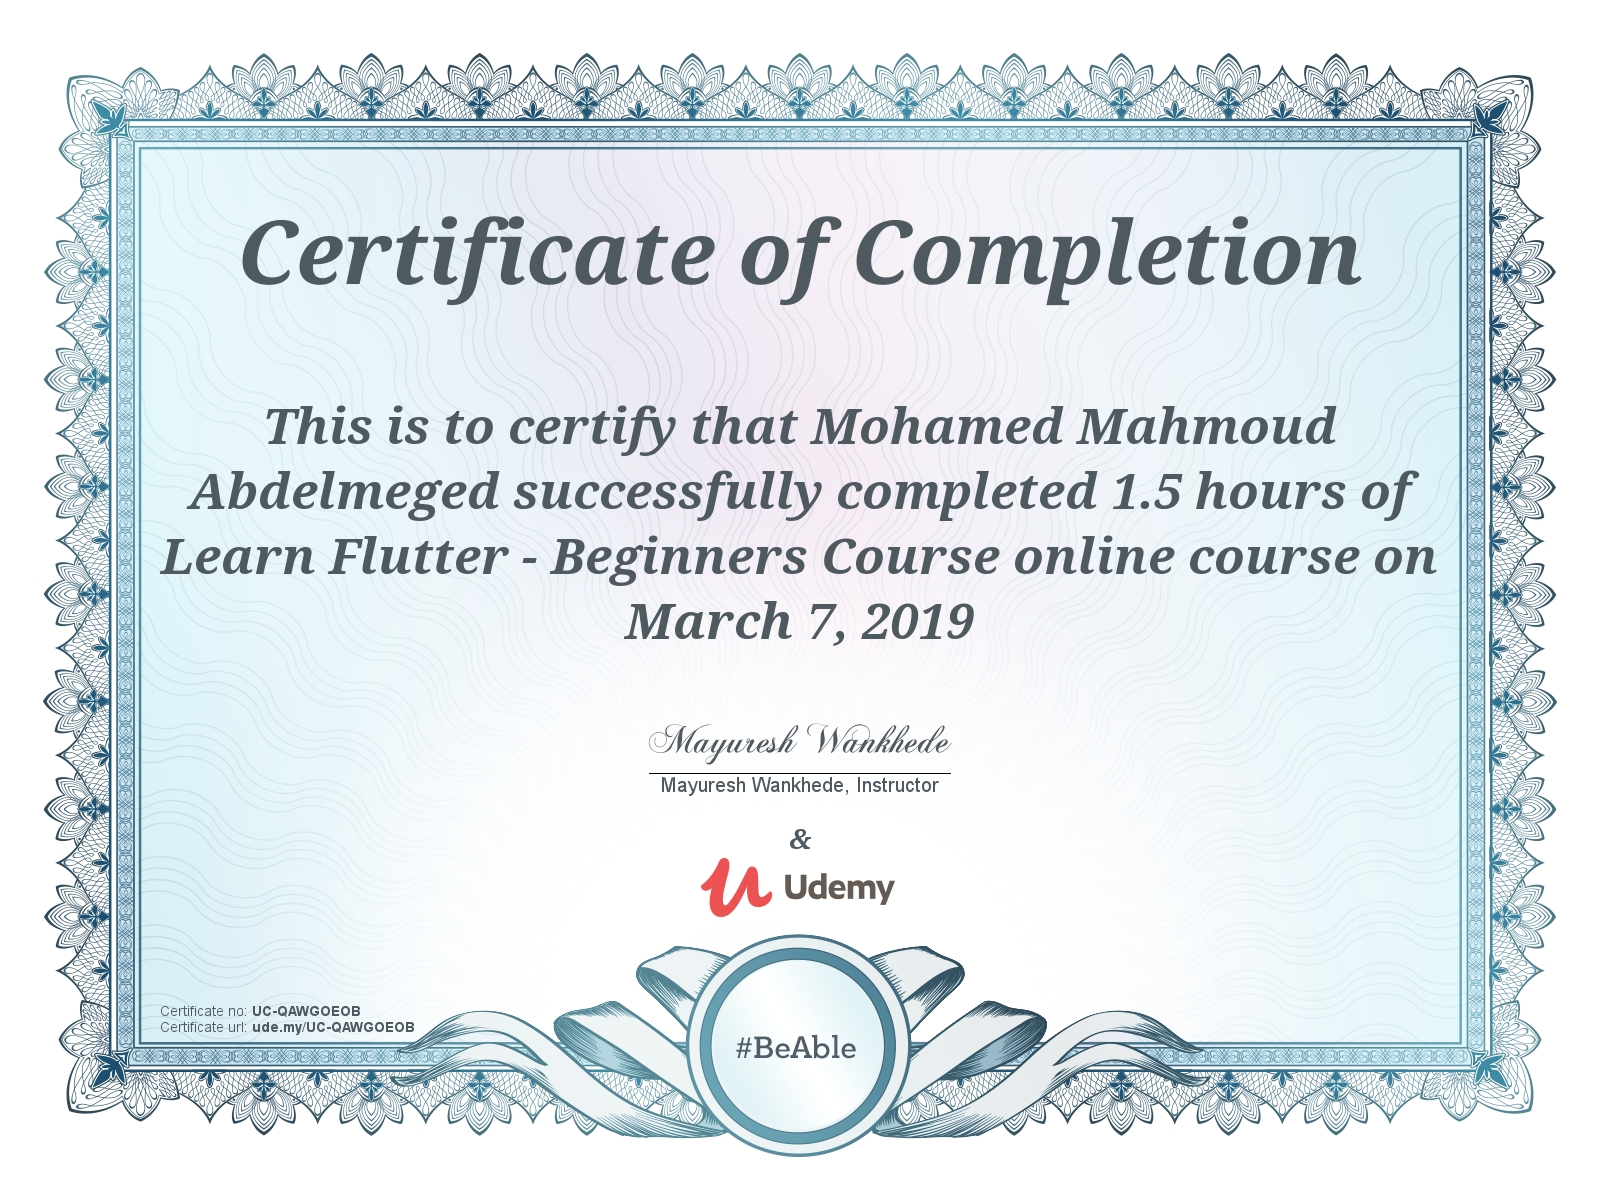 Certificate of Completion
This is to certify that Mohamed Mahmoud
Abdelmeged successfully completed 1.5 hours of
Learn Flutter - Beginners Course online course on
March 7, 2019
Mayuresh Wankhede
Mayuresh Wankhede, Instructor
&
Udemy
Certificate no: UC-QAWGOEOB
Certificate url: ude.my/UC-QAWGOEOB
#BeAble